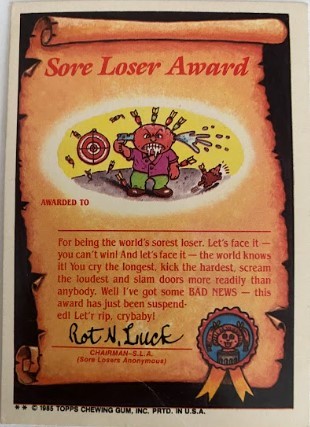 Sore Loser Award
AWARDED TO
For being the world's sorest loser. Let's face it —
you can't win! And let's face it — the world knows
it! You cry the longest, kick the hardest, scream
the loudest and slam doors more readily than
anybody. Well I've got some BAD NEWS — this
award has just been suspend-
ed! Let'r rip, crybaby!
Rot N. Luck
CHAIRMAN-S.L.A.
(Sore Losers Anonymous)
** © 1985 TOPPS CHEWING GUM, INC. PRTD. IN U.S.A.